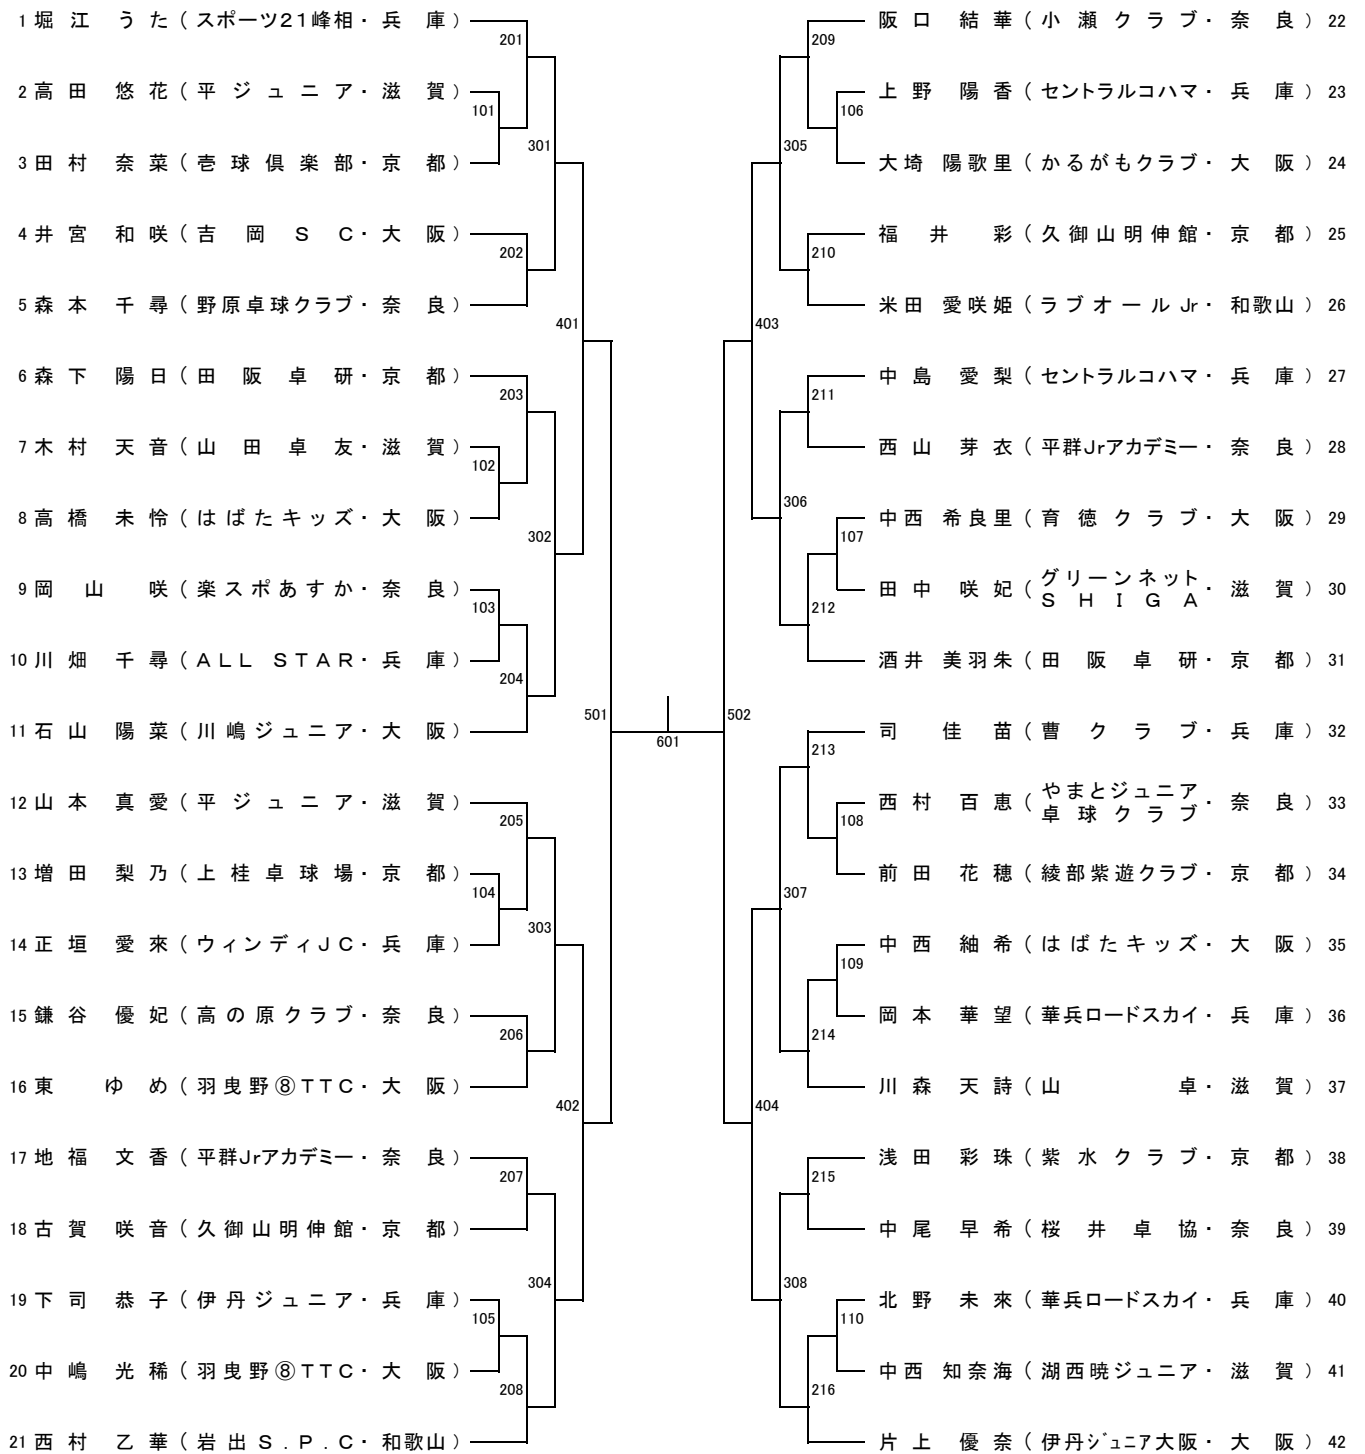 1 堀江 うた (スポーツ21峰相・兵庫)
201
2 高田 悠花 (平ジュニア・滋賀)
101
3 田村 奈菜 (壱球倶楽部・京都)
301
4 井宮 和咲 (吉岡SC・大阪)
202
5 森本 千尋 (野原卓球クラブ・奈良)
401
6 森下 陽日 (田阪卓研・京都)
203
7 木村 天音 (山田卓友・滋賀)
102
8 高橋 未怜 (はばたキッズ・大阪)
302
9 岡山 咲 (楽スポあすか・奈良)
103
10 川畑 千尋 (ALL STAR・兵庫)
204
11 石山 陽菜 (川嶋ジュニア・大阪)
501
12 山本 真愛 (平ジュニア・滋賀)
205
13 増田 梨乃 (上桂卓球場・京都)
104
14 正垣 愛來 (ウィンディJC・兵庫)
303
15 鎌谷 優妃 (高の原クラブ・奈良)
206
16 東 ゆめ (羽曳野⑧TTC・大阪)
402
17 地福 文香 (平群Jrアカデミー・奈良)
207
18 古賀 咲音 (久御山明伸館・京都)
304
19 下司 恭子 (伊丹ジュニア・兵庫)
105
20 中嶋 光稀 (羽曳野⑧TTC・大阪)
208
21 西村 乙華 (岩出S.P.C・和歌山)
601
阪口 結華 (小瀬クラブ・奈良) 22
209
上野 陽香 (セントラルコハマ・兵庫) 23
106
大埼 陽歌里 (かるがもクラブ・大阪) 24
305
福井 彩 (久御山明伸館・京都) 25
210
米田 愛咲姫 (ラブオールJr・和歌山) 26
403
中島 愛梨 (セントラルコハマ・兵庫) 27
211
西山 芽衣 (平群Jrアカデミー・奈良) 28
306
中西 希良里 (育徳クラブ・大阪) 29
107
田中 咲妃 (グリーンネットSHIGA・滋賀) 30
212
酒井 美羽朱 (田阪卓研・京都) 31
502
司 佳苗 (曹クラブ・兵庫) 32
213
西村 百恵 (やまとジュニア卓球クラブ・奈良) 33
108
前田 花穂 (綾部紫遊クラブ・京都) 34
307
中西 紬希 (はばたキッズ・大阪) 35
109
岡本 華望 (華兵ロードスカイ・兵庫) 36
214
川森 天詩 (山卓・滋賀) 37
404
浅田 彩珠 (紫水クラブ・京都) 38
215
中尾 早希 (桜井卓協・奈良) 39
308
北野 未來 (華兵ロードスカイ・兵庫) 40
110
中西 知奈海 (湖西暁ジュニア・滋賀) 41
216
片上 優奈 (伊丹ジュニア大阪・大阪) 42